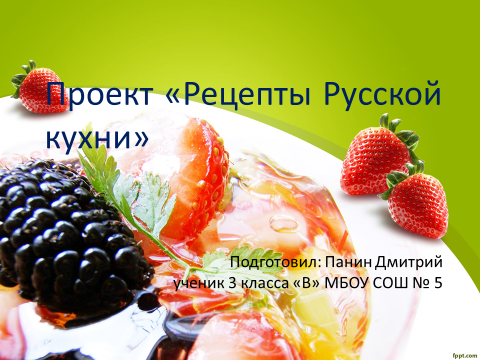 Проект «Рецепты Русской
кухни»
Подготовил: Панин Дмитрий
ученик 3 класса «В» МБОУ СОШ № 5
fppt.com